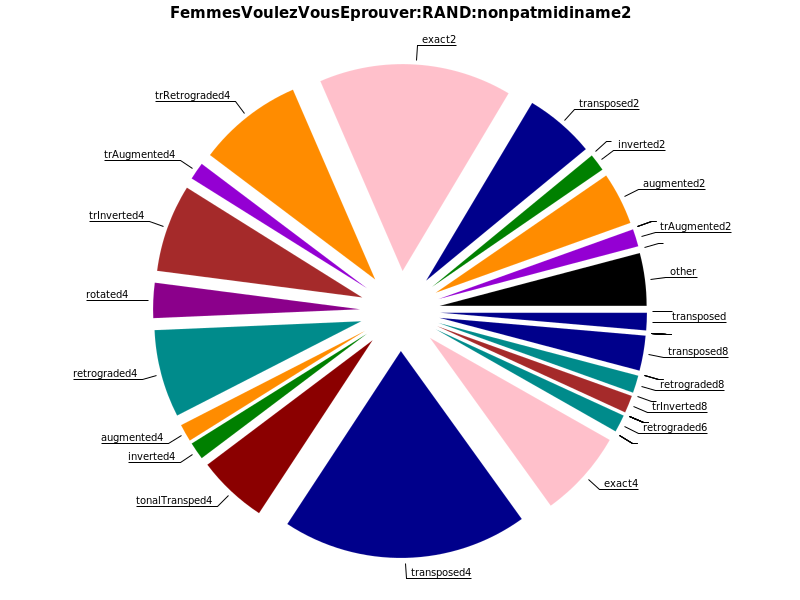 FemmesVoulezVousEprouver:RAND:nonpatmidiname2
exact2
trRetrograded4
transposed2
trAugmented4
inverted2
augmented2
trInverted4
trAugmented2
other
rotated4
transposed
transposed8
retrograded4
retrograded8
trInverted8
retrograded6
augmented4
inverted4
exact4
tonalTransped4
transposed4